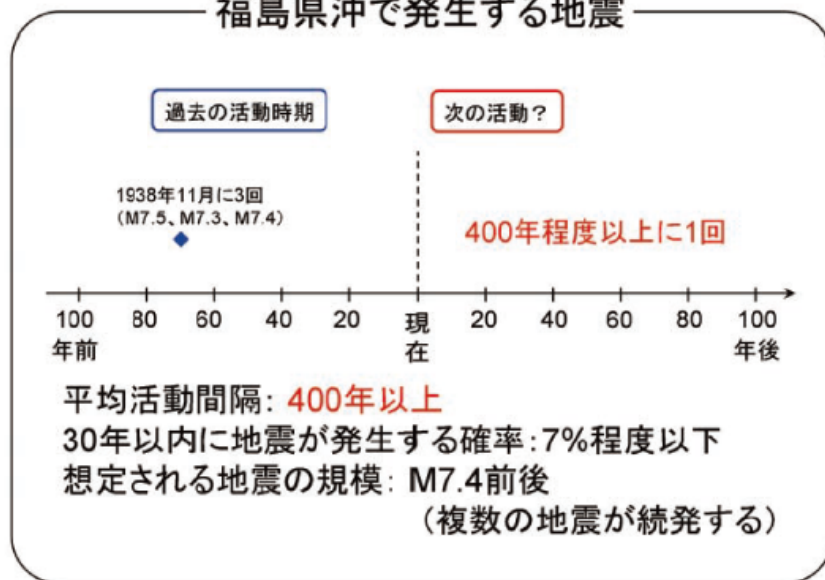 福島県沖で発生する地震
過去の活動時期
次の活動?
1938年11月に3回
(M7.5、M7.3、M7.4)
400年程度以上に1回
100 80 60 40 20 現在 20 40 60 80 100
年前 年後
平均活動間隔: 400年以上
30年以内に地震が発生する確率:7%程度以下
想定される地震の規模: M7.4前後
(複数の地震が続発する)